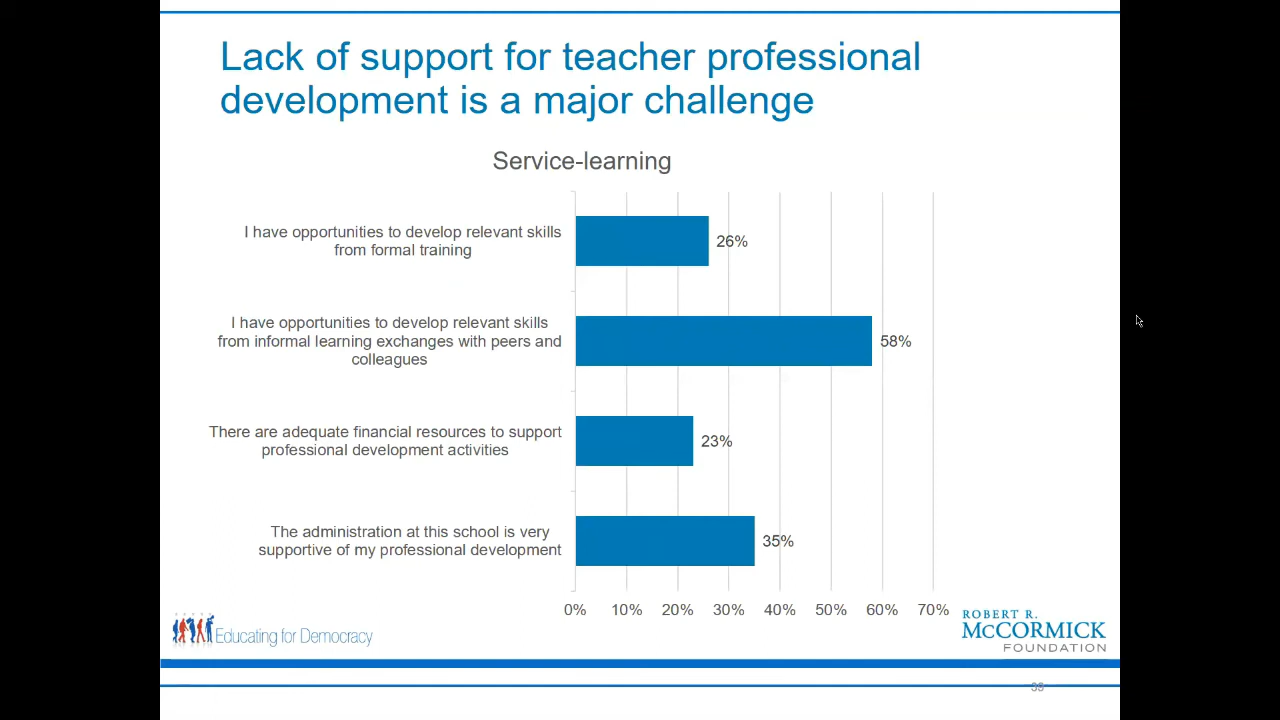 Lack of support for teacher professional
development is a major challenge
Service-learning
I have opportunities to develop relevant skills
from formal training
26%
I have opportunities to develop relevant skills
from informal learning exchanges with peers and
colleagues
58%
There are adequate financial resources to support
professional development activities
23%
The administration at this school is very
supportive of my professional development
35%
0% 10% 20% 30% 40% 50% 60% 70%
Educating for Democracy
ROBERT R.
McCORMICK
FOUNDATION